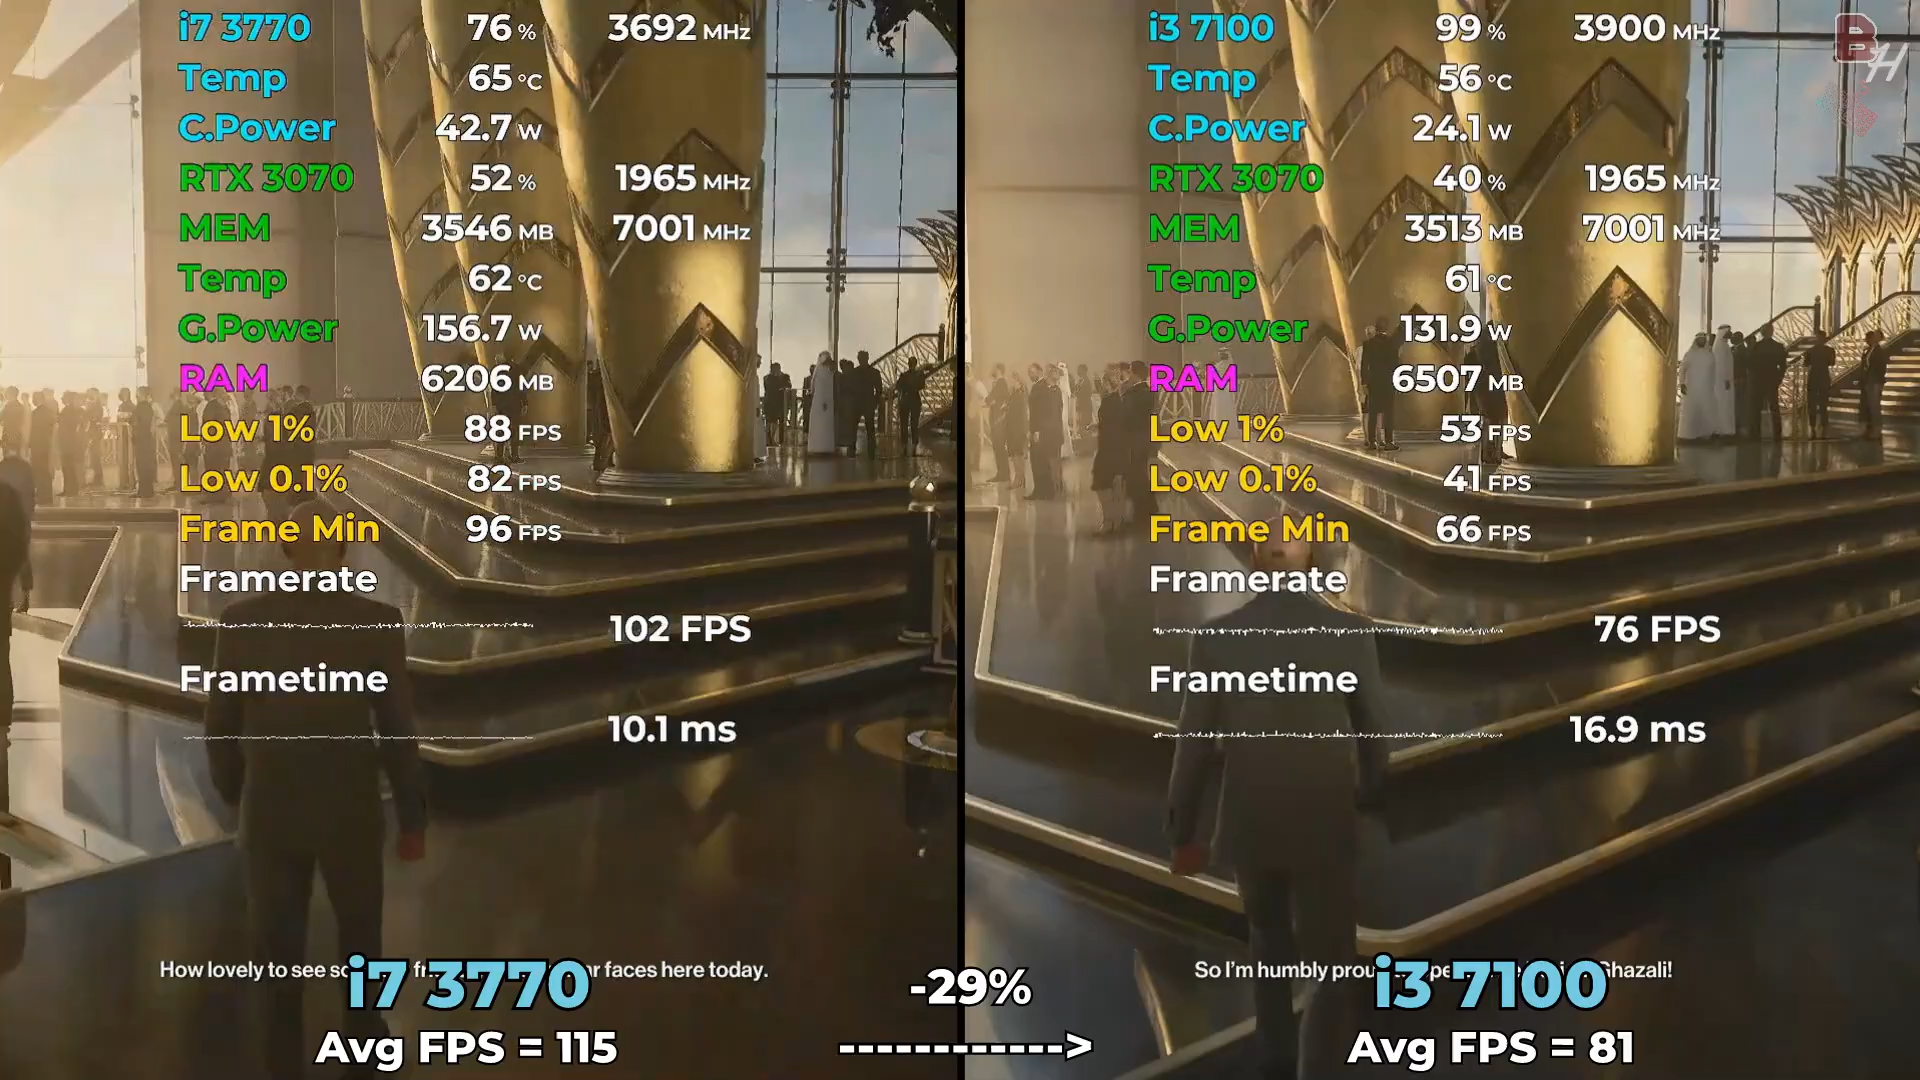 i7 3770 76 % 3692 MHz
Temp 65 °C
C.Power 42.7 W
RTX 3070 52 % 1965 MHz
MEM 3546 MB 7001 MHz
Temp 62 °C
G.Power 156.7 W
RAM 6206 MB
Low 1% 88 FPS
Low 0.1% 82 FPS
Frame Min 96 FPS
Framerate
102 FPS
Frametime
10.1 ms
How lovely to see faces here today.
i7 3770
Avg FPS = 115
-29%
------------>
i3 7100 99 % 3900 MHz
Temp 56 °C
C.Power 24.1 W
RTX 3070 40 % 1965 MHz
MEM 3513 MB 7001 MHz
Temp 61 °C
G.Power 131.9 W
RAM 6507 MB
Low 1% 53 FPS
Low 0.1% 41 FPS
Frame Min 66 FPS
Framerate
76 FPS
Frametime
16.9 ms
So I'm humbly Ghazali!
i3 7100
Avg FPS = 81
BH